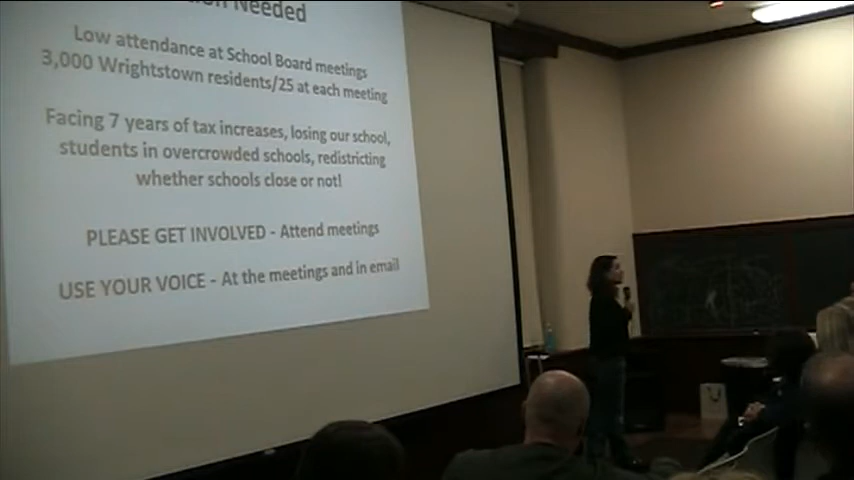 Needed
Low attendance at School Board meetings
3,000 Wrightstown residents/25 at each meeting
Facing 7 years of tax increases, losing our school,
students in overcrowded schools, redistricting
whether schools close or not!
PLEASE GET INVOLVED - Attend meetings
USE YOUR VOICE - At the meetings and in email